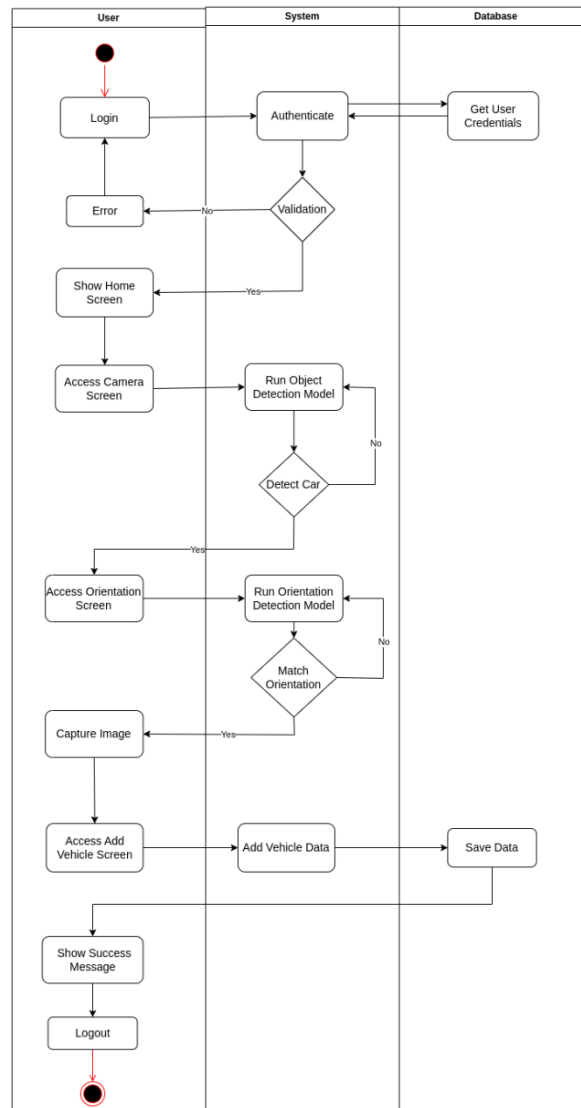 User
System
Database
Login
Authenticate
Get User
Credentials
Error
No
Validation
Show Home
Screen
Yes
Access Camera
Screen
Run Object
Detection Model
No
Detect Car
Yes
Access Orientation
Screen
Run Orientation
Detection Model
No
Match
Orientation
Capture Image
Yes
Access Add
Vehicle Screen
Add Vehicle Data
Save Data
Show Success
Message
Logout